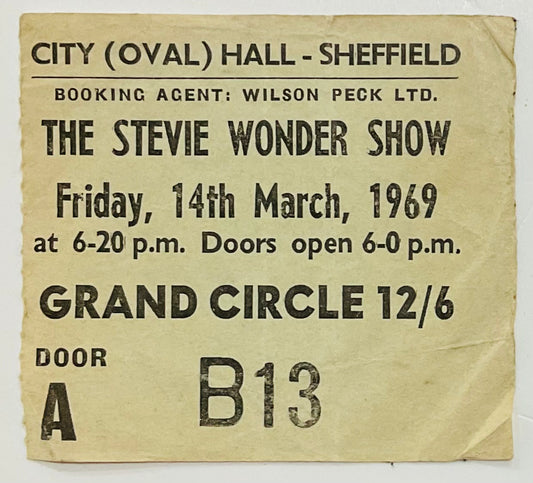 CITY (OVAL) HALL - SHEFFIELD
BOOKING AGENT: WILSON PECK LTD.
THE STEVIE WONDER SHOW
Friday, 14th March, 1969
at 6-20 p.m. Doors open 6-0 p.m.
GRAND CIRCLE 12/6
DOOR
A
B13